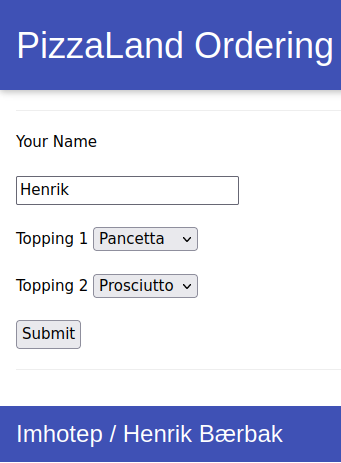 PizzaLand Ordering
Your Name
Henrik
Topping 1 Pancetta
Topping 2 Prosciutto
Submit
Imhotep / Henrik Bærbak